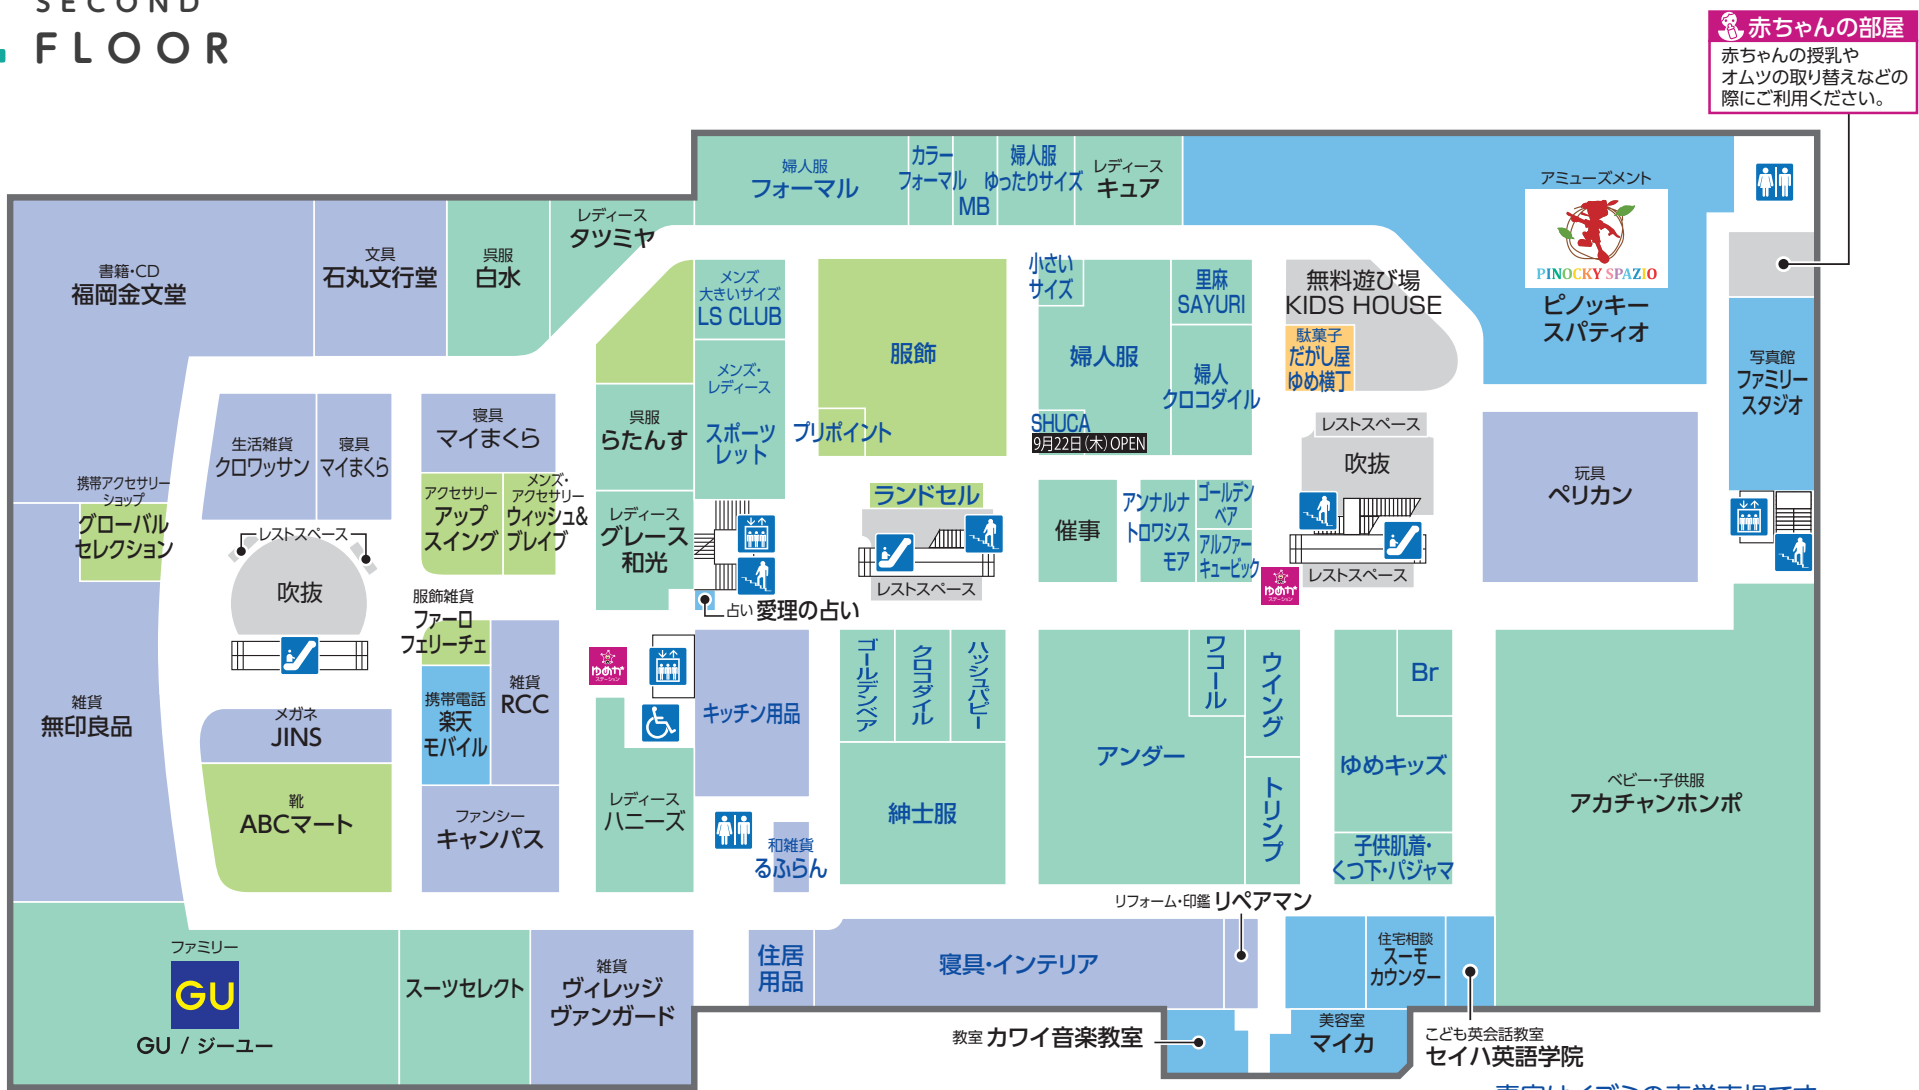 SECOND
FLOOR
赤ちゃんの部屋
赤ちゃんの授乳や
オムツの取り替えなどの
際にご利用ください。
婦人服
フォーマル
カラー
フォーマル
MB
婦人服
ゆったりサイズ
レディース
キュア
アミューズメント
PINOCKY SPAZIO
ピノッキー
スパティオ
書籍・CD
福岡金文堂
文具
石丸文行堂
呉服
白水
レディース
タツミヤ
メンズ
大きいサイズ
LS CLUB
服飾
プリポイント
小さい
サイズ
婦人服
里麻
SAYURI
婦人
クロコダイル
SHUCA
9月22日(木)OPEN
無料遊び場
KIDS HOUSE
駄菓子
だがし屋
ゆめ横丁
写真館
ファミリー
スタジオ
生活雑貨
クロワッサン
寝具
マイまくら
寝具
マイまくら
呉服
らたんす
メンズ・
レディース
スポーツ
レット
レストスペース
吹抜
玩具
ペリカン
携帯アクセサリー
ショップ
グローバル
セレクション
アクセサリー
アップ
スイング
メンズ・
アクセサリー
ウィッシュ&
ブレイブ
レディース
グレース
和光
ランドセル
レストスペース
催事
アンナルナ
トロワシス
モア
ゴールデン
ベア
アルファー
キュービック
レストスペース
ゆめか
ステーション
レストスペース
吹抜
占い 愛理の占い
服飾雑貨
ファーロ
フェリーチェ
雑貨
RCC
ゆめか
ステーション
携帯電話
楽天
モバイル
雑貨
無印良品
メガネ
JINS
靴
ABCマート
ファンシー
キャンパス
レディース
ハニーズ
キッチン用品
和雑貨
るふらん
ゴールデンベア
クロコダイル
ハッシュパピー
紳士服
アンダー
ワコール
ウイング
トリンプ
Br
ゆめキッズ
子供肌着・
くつ下・パジャマ
ベビー・子供服
アカチャンホンポ
リフォーム・印鑑 リペアマン
ファミリー
GU
GU / ジーユー
スーツセレクト
雑貨
ヴィレッジ
ヴァンガード
住居
用品
寝具・インテリア
住宅相談
スーモ
カウンター
教室 カワイ音楽教室
美容室
マイカ
こども英会話教室
セイハ英語学院